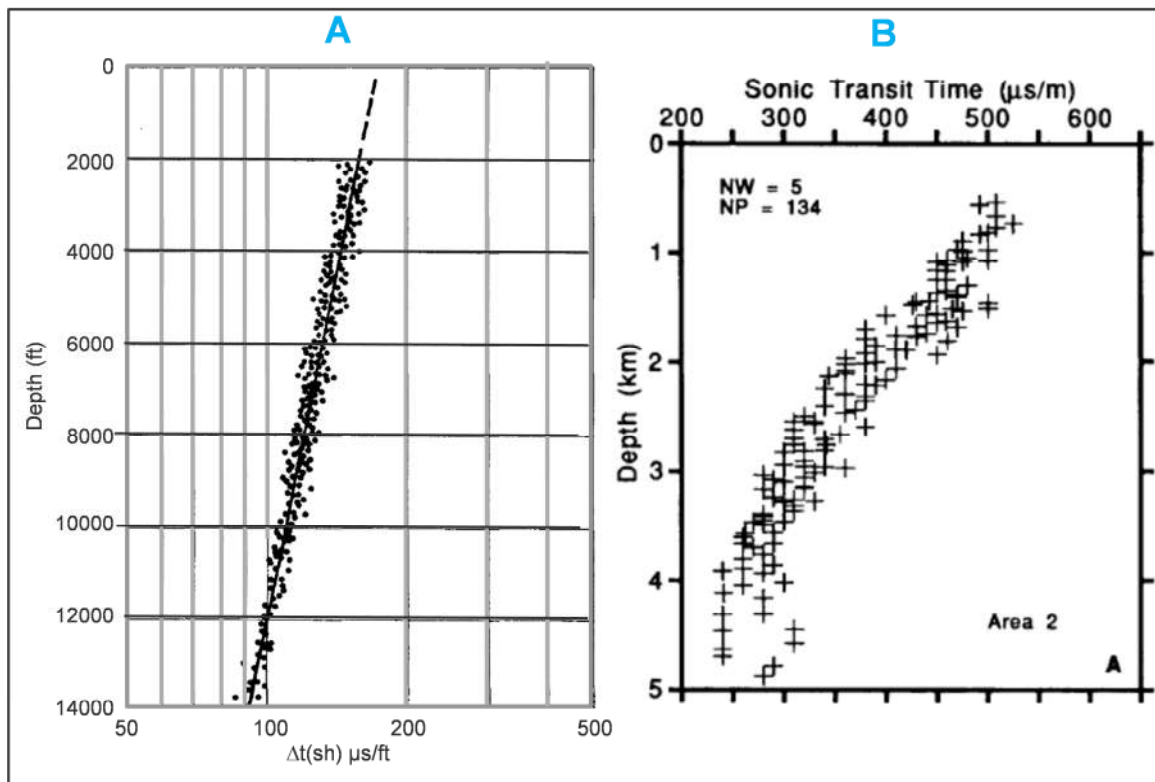 A
0
2000
4000
6000
8000
10000
12000
14000
Depth (ft)
50 100 200 500
Δt(sh) μs/ft
B
Sonic Transit Time (μs/m)
200 300 400 500 600
0
1
2
3
4
5
Depth (km)
NW = 5
NP = 134
Area 2
A